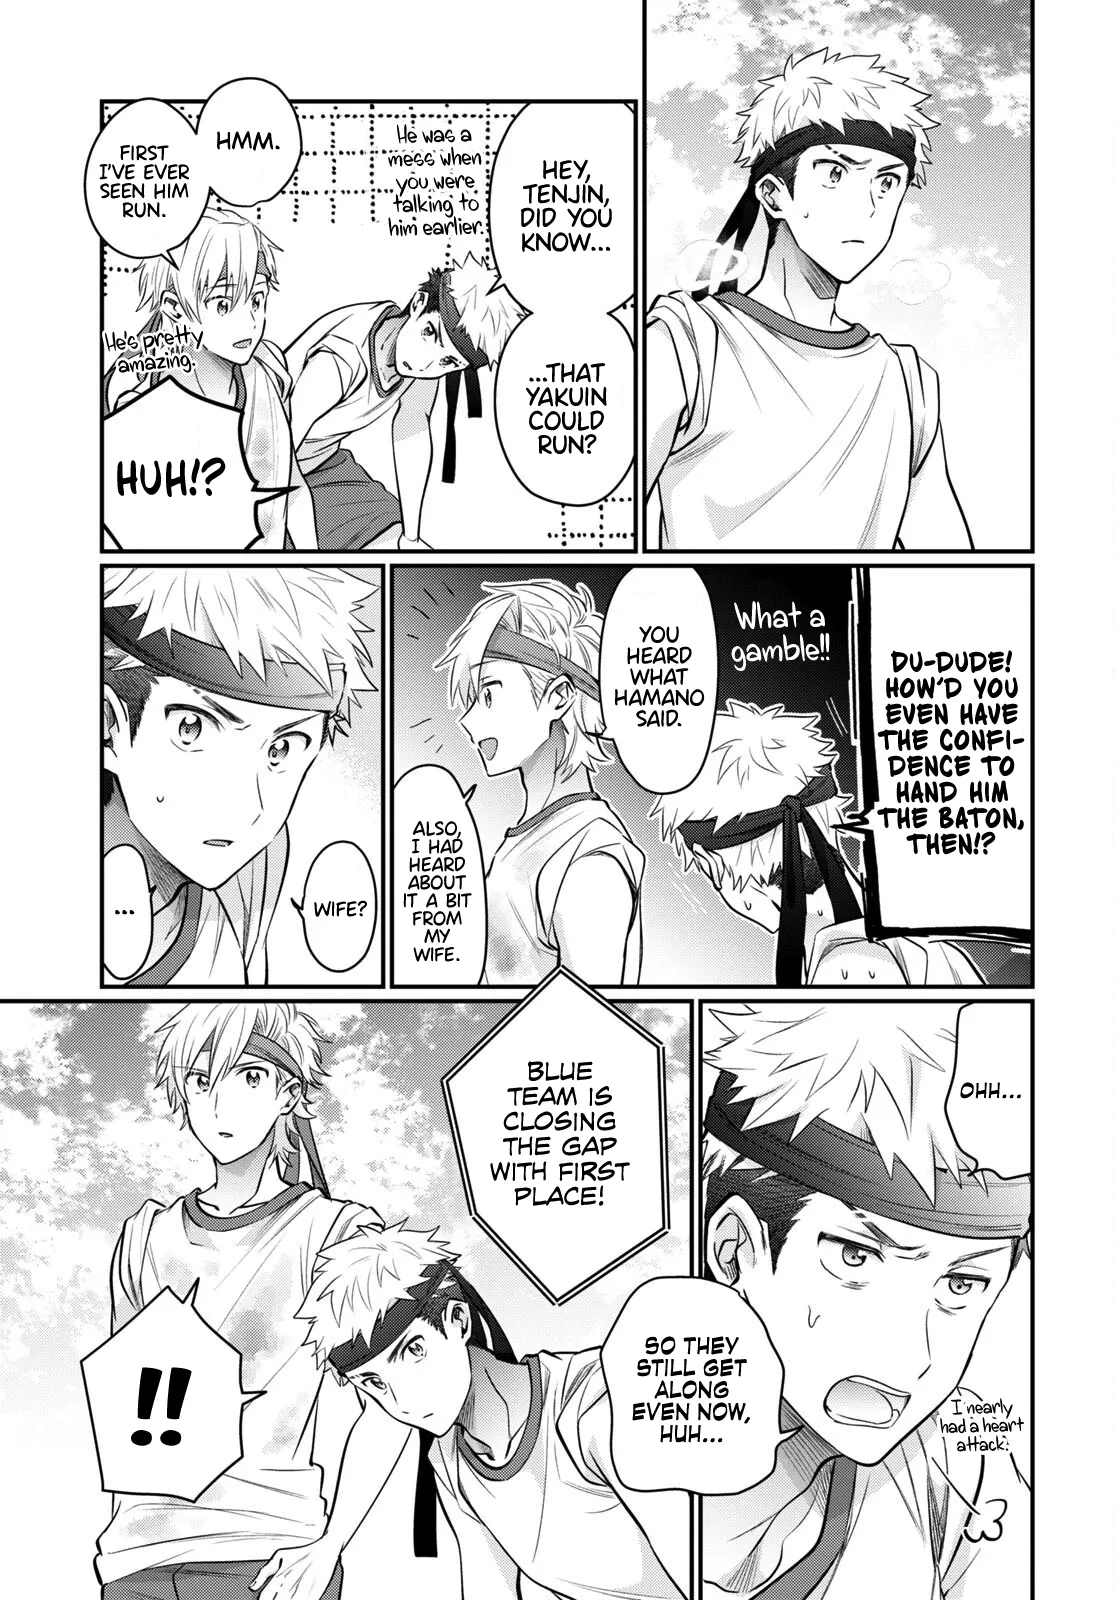 HEY,
TENJIN,
DID YOU
KNOW...
...THAT
YAKUIN
COULD
RUN?
He was a
mess when
you were
talking to
him earlier.
HMM.
FIRST
I'VE EVER
SEEN HIM
RUN.
He's pretty
amazing.
HUH!?
DU-DUDE!
HOW'D YOU
EVEN HAVE
THE CONFI-
DENCE TO
HAND HIM
THE BATON,
THEN!?
What a
gamble!!
YOU
HEARD
WHAT
HAMANO
SAID.
ALSO,
I HAD
HEARD
ABOUT
IT A BIT
FROM
MY
WIFE.
WIFE?
...
OHH...
I nearly
had a heart
attack.
SO THEY
STILL GET
ALONG
EVEN NOW,
HUH...
BLUE
TEAM IS
CLOSING
THE GAP
WITH FIRST
PLACE!
!!